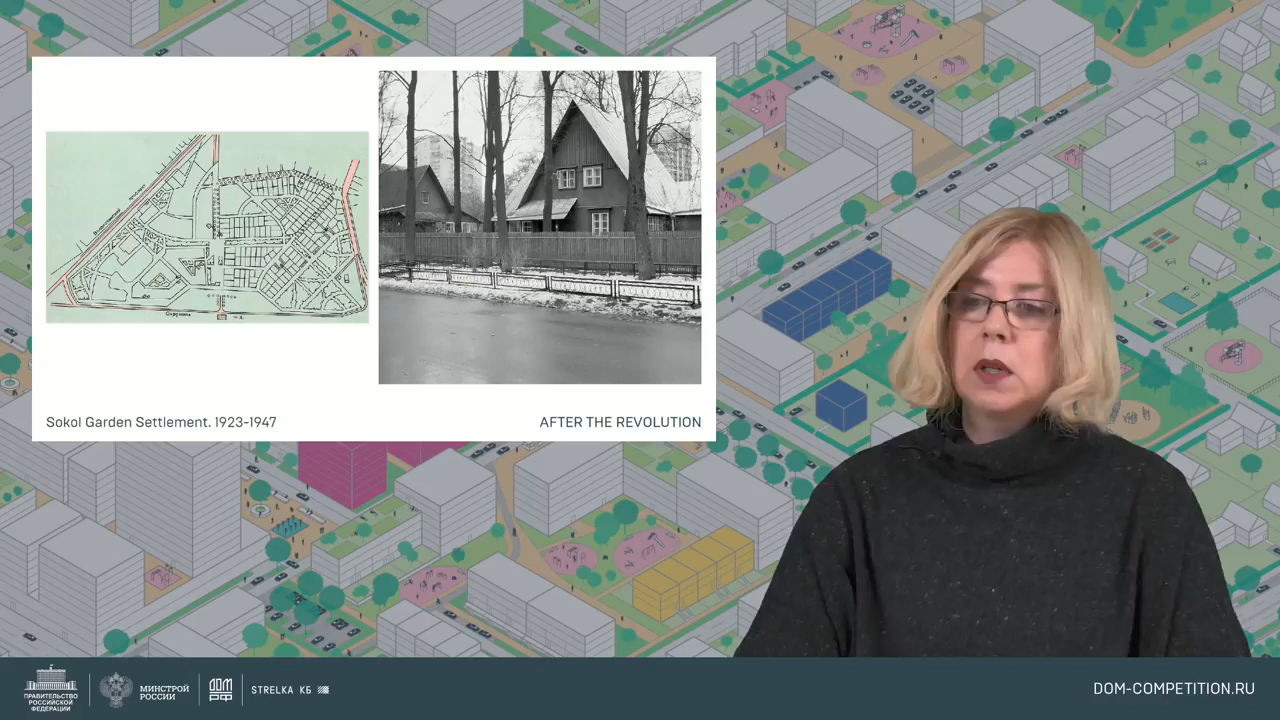 Sokol Garden Settlement. 1923-1947
AFTER THE REVOLUTION
ПРАВИТЕЛЬСТВО
РОССИЙСКОЙ
ФЕДЕРАЦИИ
МИНСТРОЙ
РОССИИ
ДОМ
РФ
STRELKA КБ
DOM-COMPETITION.RU